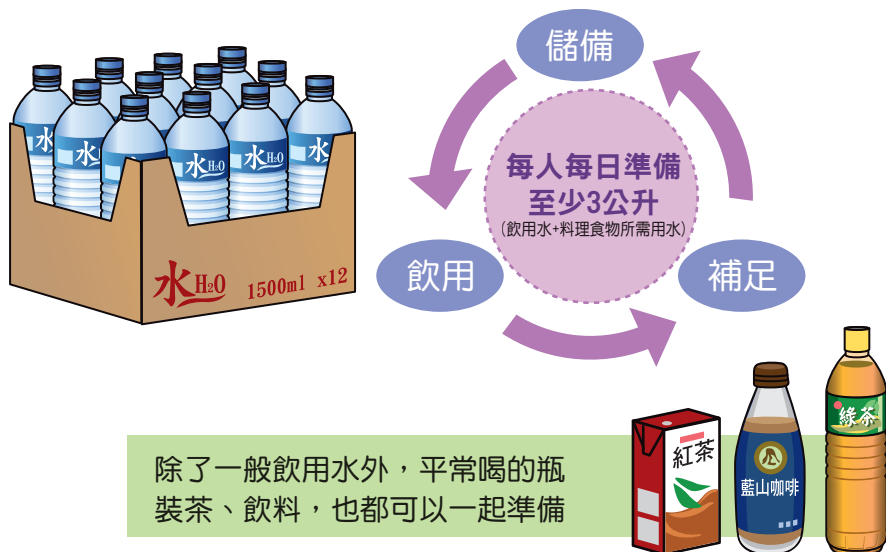 儲備
每人每日準備
至少3公升
(飲用水+料理食物所需用水)
飲用
補足
水
水
水H2O
水H2O
水
水H2O
1500ml x12
除了一般飲用水外，平常喝的瓶
裝茶、飲料，也都可以一起準備
紅茶
藍山咖啡
綠茶